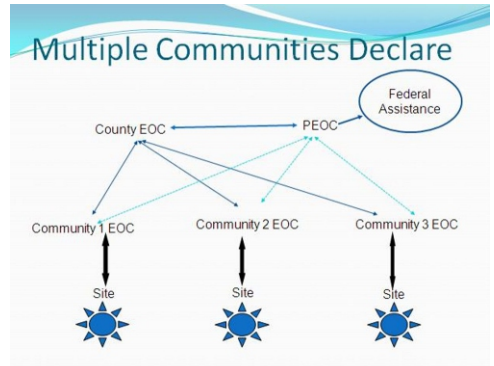 Multiple Communities Declare
Federal
Assistance
County EOC
PEOC
Community 1 EOC
Community 2 EOC
Community 3 EOC
Site
Site
Site